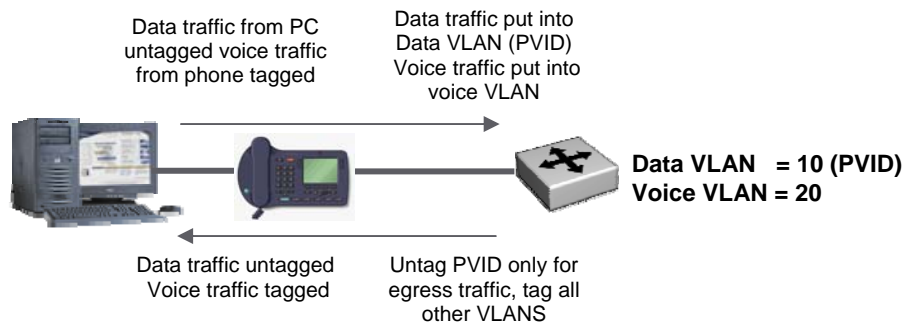 Data traffic from PC
untagged voice traffic
from phone tagged
Data traffic put into
Data VLAN (PVID)
Voice traffic put into
voice VLAN
Data VLAN = 10 (PVID)
Voice VLAN = 20
Data traffic untagged
Voice traffic tagged
Untag PVID only for
egress traffic, tag all
other VLANS